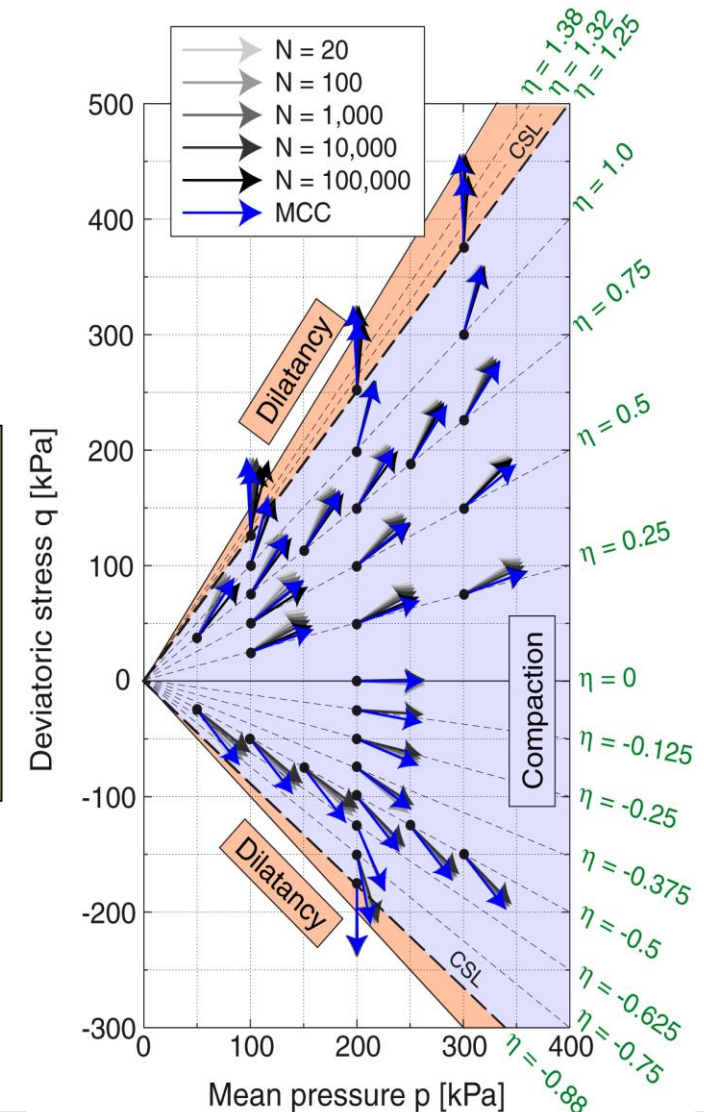 N = 20
N = 100
N = 1,000
N = 10,000
N = 100,000
MCC
η = 1.38
η = 1.32
η = 1.25
η = 1.0
η = 0.75
η = 0.5
η = 0.25
η = 0
η = -0.125
η = -0.25
η = -0.375
η = -0.5
η = -0.625
η = -0.75
η = -0.88
CSL
Dilatancy
Compaction
Dilatancy
CSL
Deviatoric stress q [kPa]
500
400
300
200
100
0
-100
-200
-300
0 100 200 300 400
Mean pressure p [kPa]